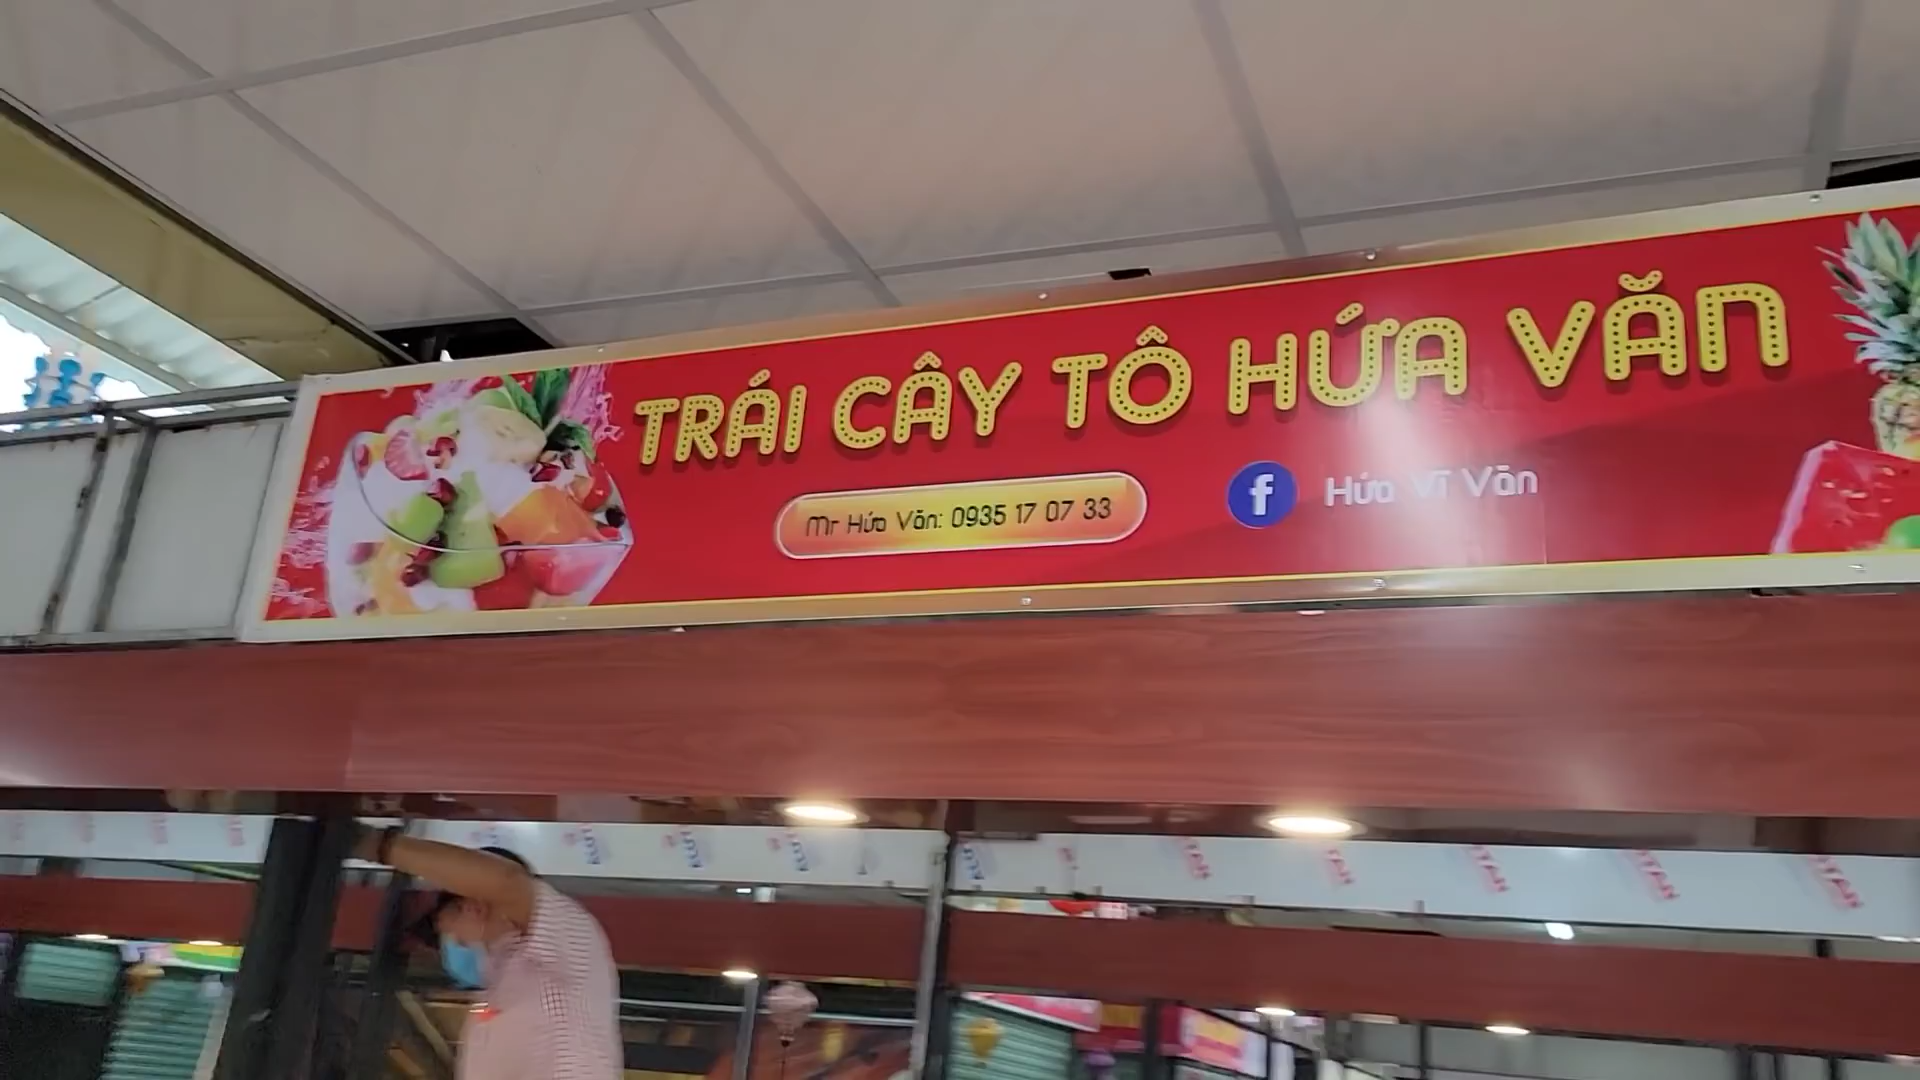 TRÁI CÂY TÔ HỨA VĂN
Mr Hứa Văn: 0935 17 07 33
f Hứa Vĩ Văn